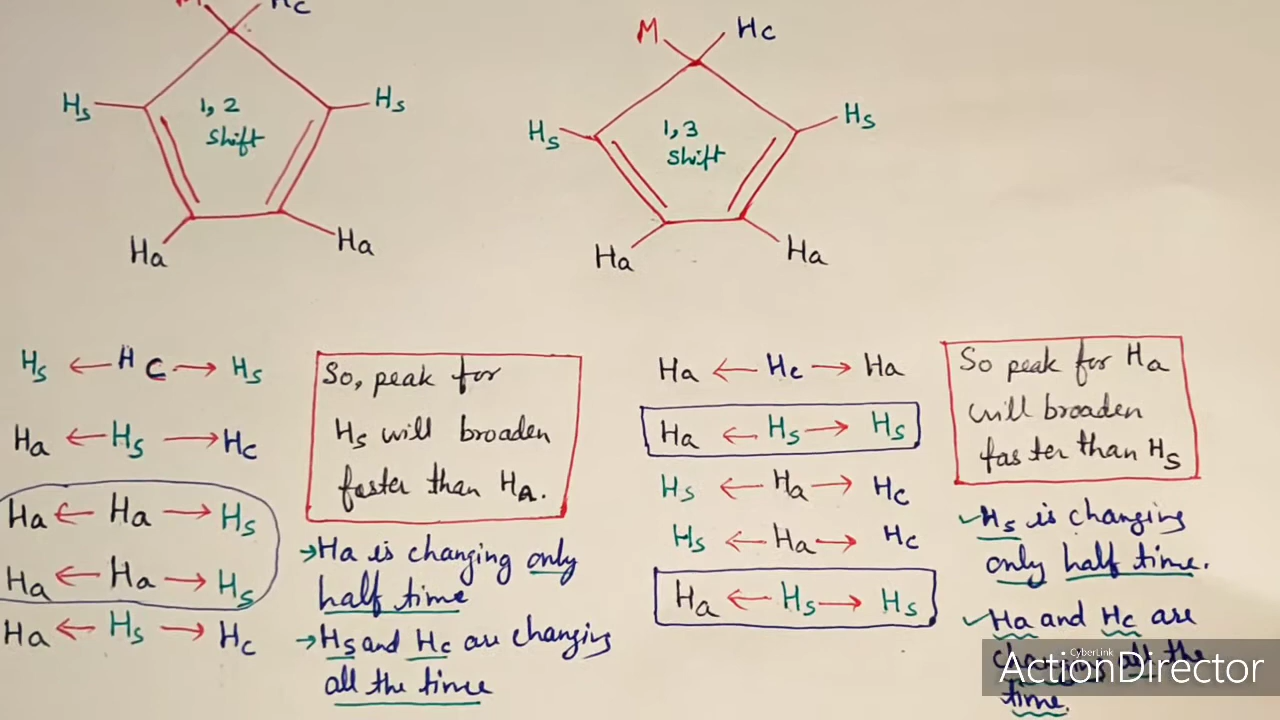 M Hc
Hs 1,2 Hs
Shift
Ha Ha
M Hc
Hs 1,3 Hs
Shift
Ha Ha
Hs ← HC → Hs
Ha ← Hs → Hc
Ha ← Ha → Hs
Ha ← Ha → Hs
Ha ← Hs → Hc
So, peak for
Hs will broaden
faster than Ha.
→ Ha is changing only
half time
→ Hs and Hc are changing
all the time
Ha ← Hc → Ha
Ha ← Hs → Hs
Hs ← Ha → Hc
Hs ← Ha → Hc
Ha ← Hs → Hs
So peak for Ha
will broaden
faster than Hs
✓ Hs is changing
only half time.
✓ Ha and Hc are
changing all the
time.
CyberLink
ActionDirector